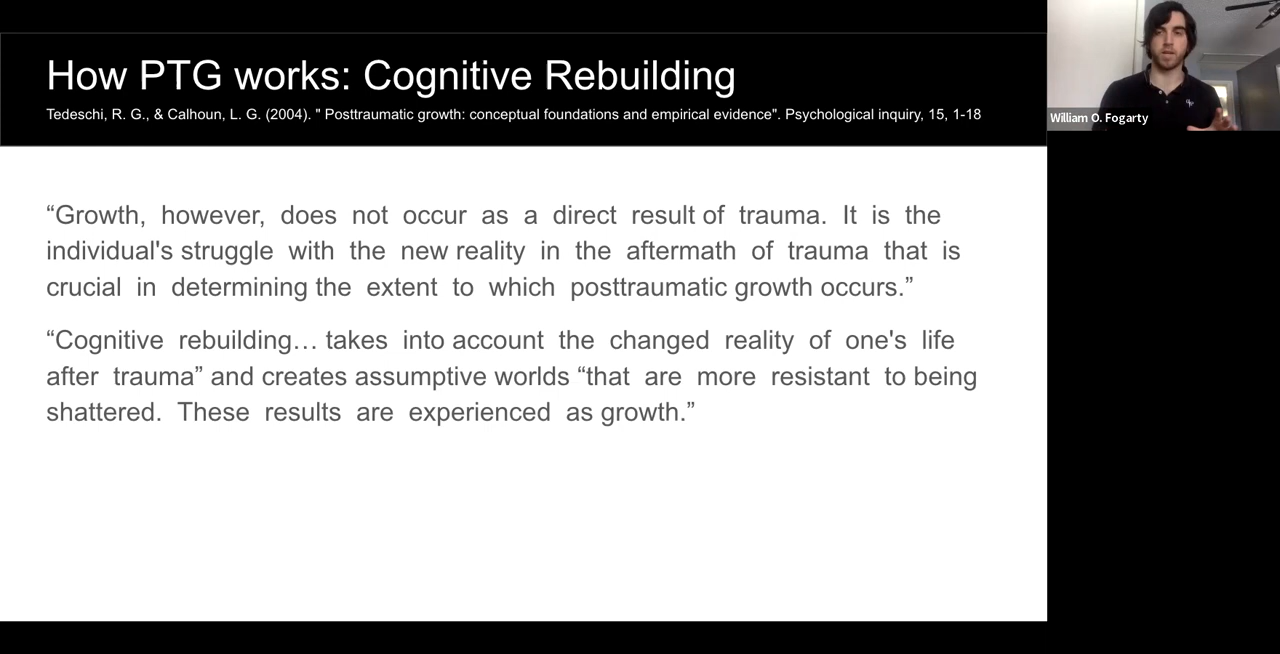 How PTG works: Cognitive Rebuilding
Tedeschi, R. G., & Calhoun, L. G. (2004). " Posttraumatic growth: conceptual foundations and empirical evidence". Psychological inquiry, 15, 1-18
William O. Fogarty
“Growth, however, does not occur as a direct result of trauma. It is the
individual's struggle with the new reality in the aftermath of trauma that is
crucial in determining the extent to which posttraumatic growth occurs.”
“Cognitive rebuilding… takes into account the changed reality of one's life
after trauma” and creates assumptive worlds “that are more resistant to being
shattered. These results are experienced as growth.”